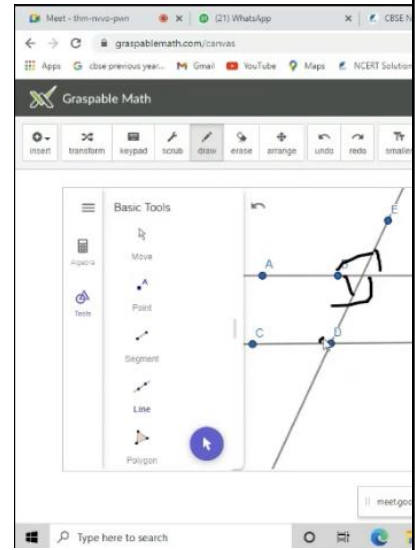 Meet - thm-nvvz-pwn
(21) WhatsApp
CBSE N
graspablemath.com/canvas
Apps
cbse previous year...
Gmail
YouTube
Maps
NCERT Solution
Graspable Math
insert
transform
keypad
scrub
draw
erase
arrange
undo
redo
smaller
Basic Tools
Algebra
Tools
Move
A
Point
Segment
Line
Polygon
E
A
B
C
D
meet.goo
Type here to search